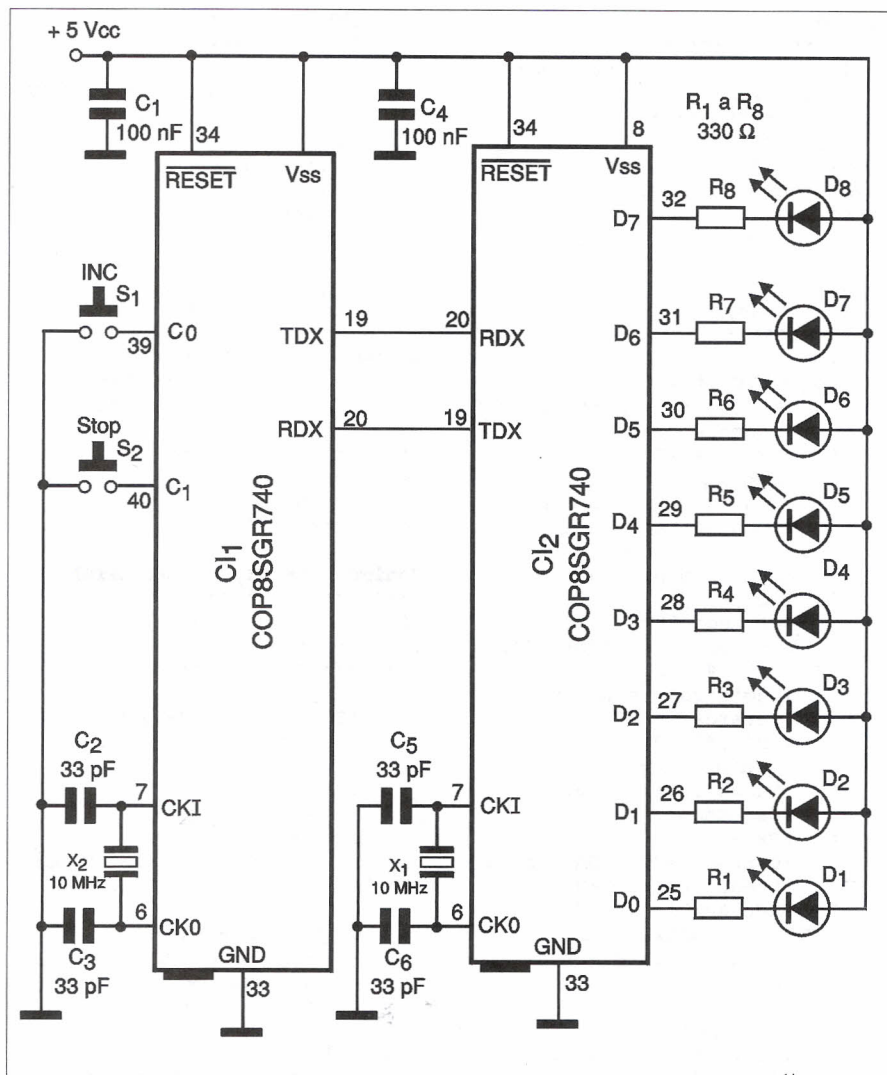 + 5 Vcc
C1
100 nF
34
C4
100 nF
34
8
R1 a R8
330 Ω
RESET
Vss
RESET
Vss
D7
32
R8
D8
INC
S1
39
C0
TDX
19
20
RDX
D6
31
R7
D7
Stop
S2
40
C1
RDX
20
19
TDX
D5
30
R6
D6
D4
29
R5
D5
CI1
COP8SGR740
CI2
COP8SGR740
D3
28
R4
D4
D2
27
R3
D3
C2
33 pF
7
CKI
C5
33 pF
7
CKI
D1
26
R2
D2
X2
10 MHz
X1
10 MHz
6
CK0
C3
33 pF
6
CK0
C6
33 pF
D0
25
R1
D1
GND
33
GND
33